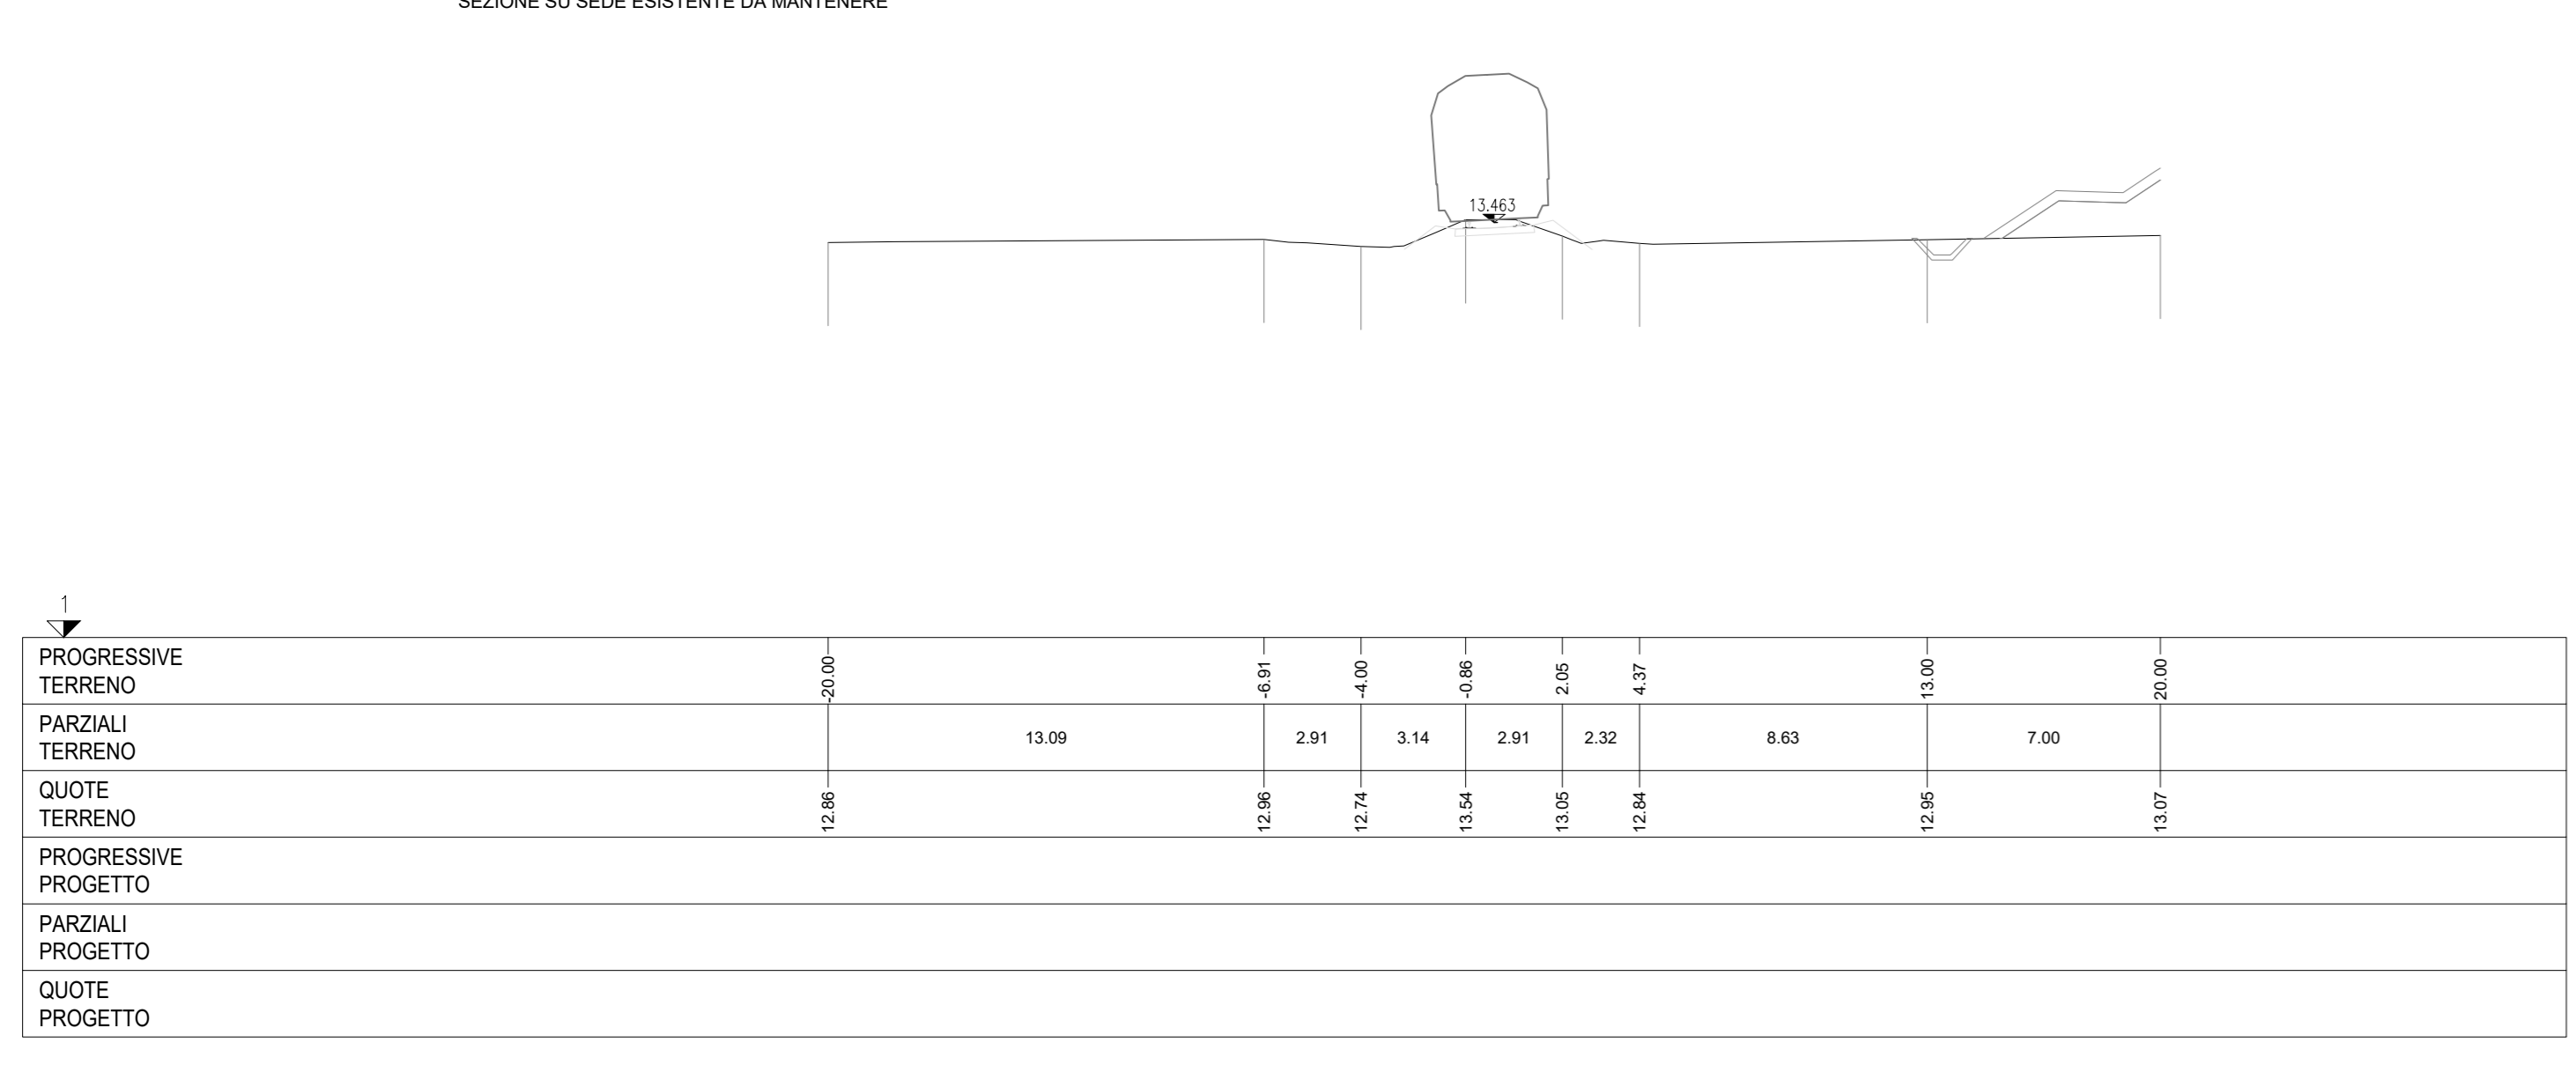 SEZIONE SU SEDE ESISTENTE DA MANTENERE
13.463
1
PROGRESSIVE
TERRENO
-20.00 -6.91 -4.00 -0.86 2.05 4.37 13.00 20.00
PARZIALI
TERRENO
13.09 2.91 3.14 2.91 2.32 8.63 7.00
QUOTE
TERRENO
12.86 12.96 12.74 13.54 13.05 12.84 12.95 13.07
PROGRESSIVE
PROGETTO
PARZIALI
PROGETTO
QUOTE
PROGETTO